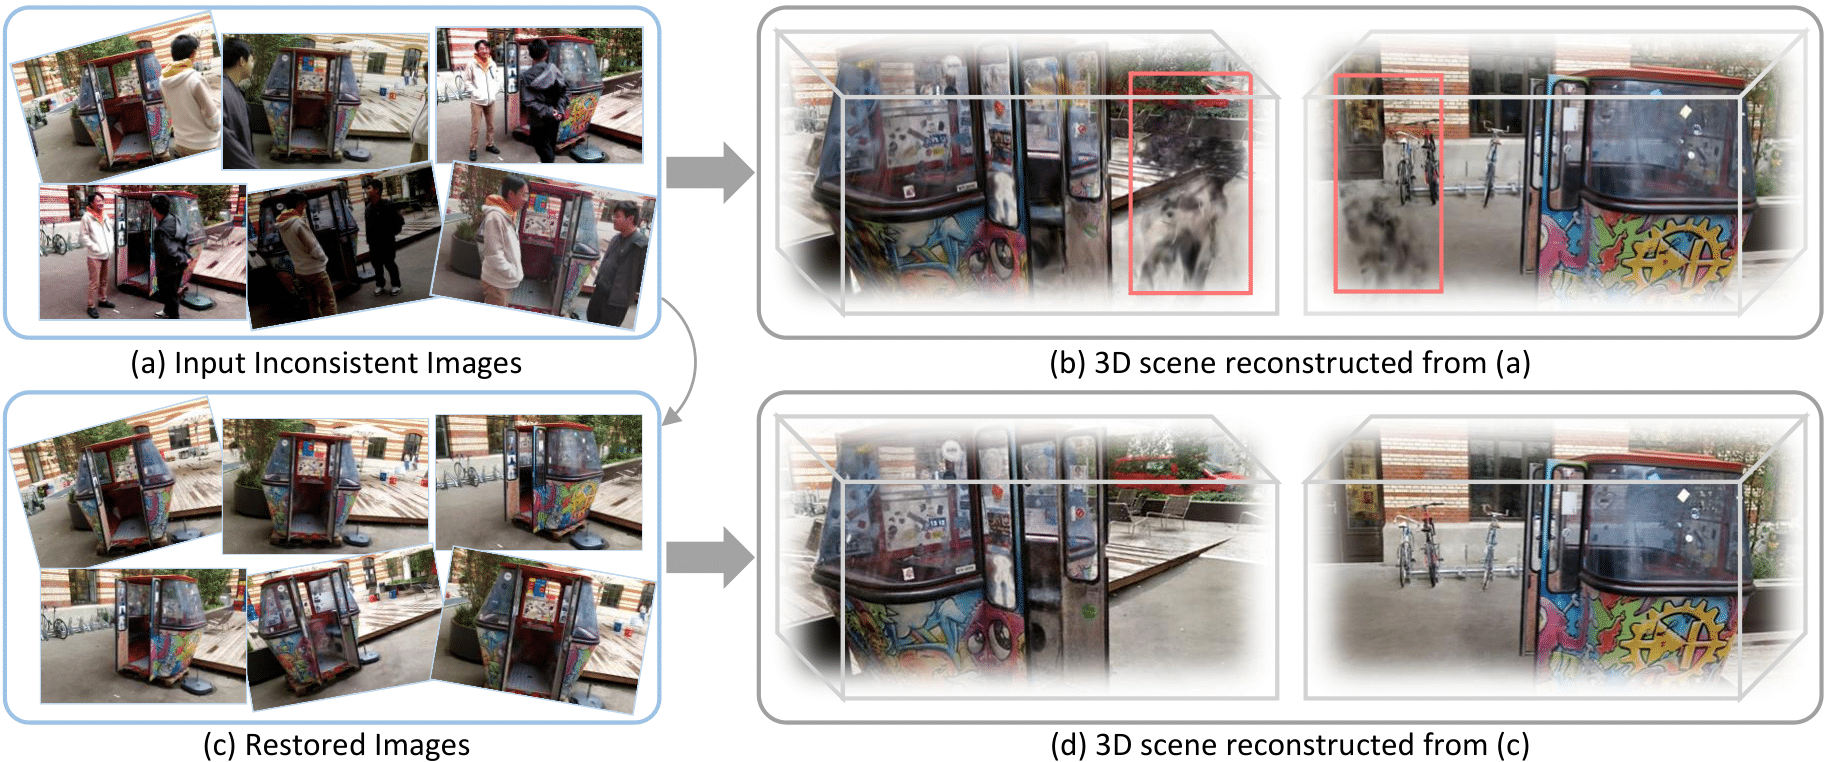 (a) Input Inconsistent Images
(b) 3D scene reconstructed from (a)
(c) Restored Images
(d) 3D scene reconstructed from (c)